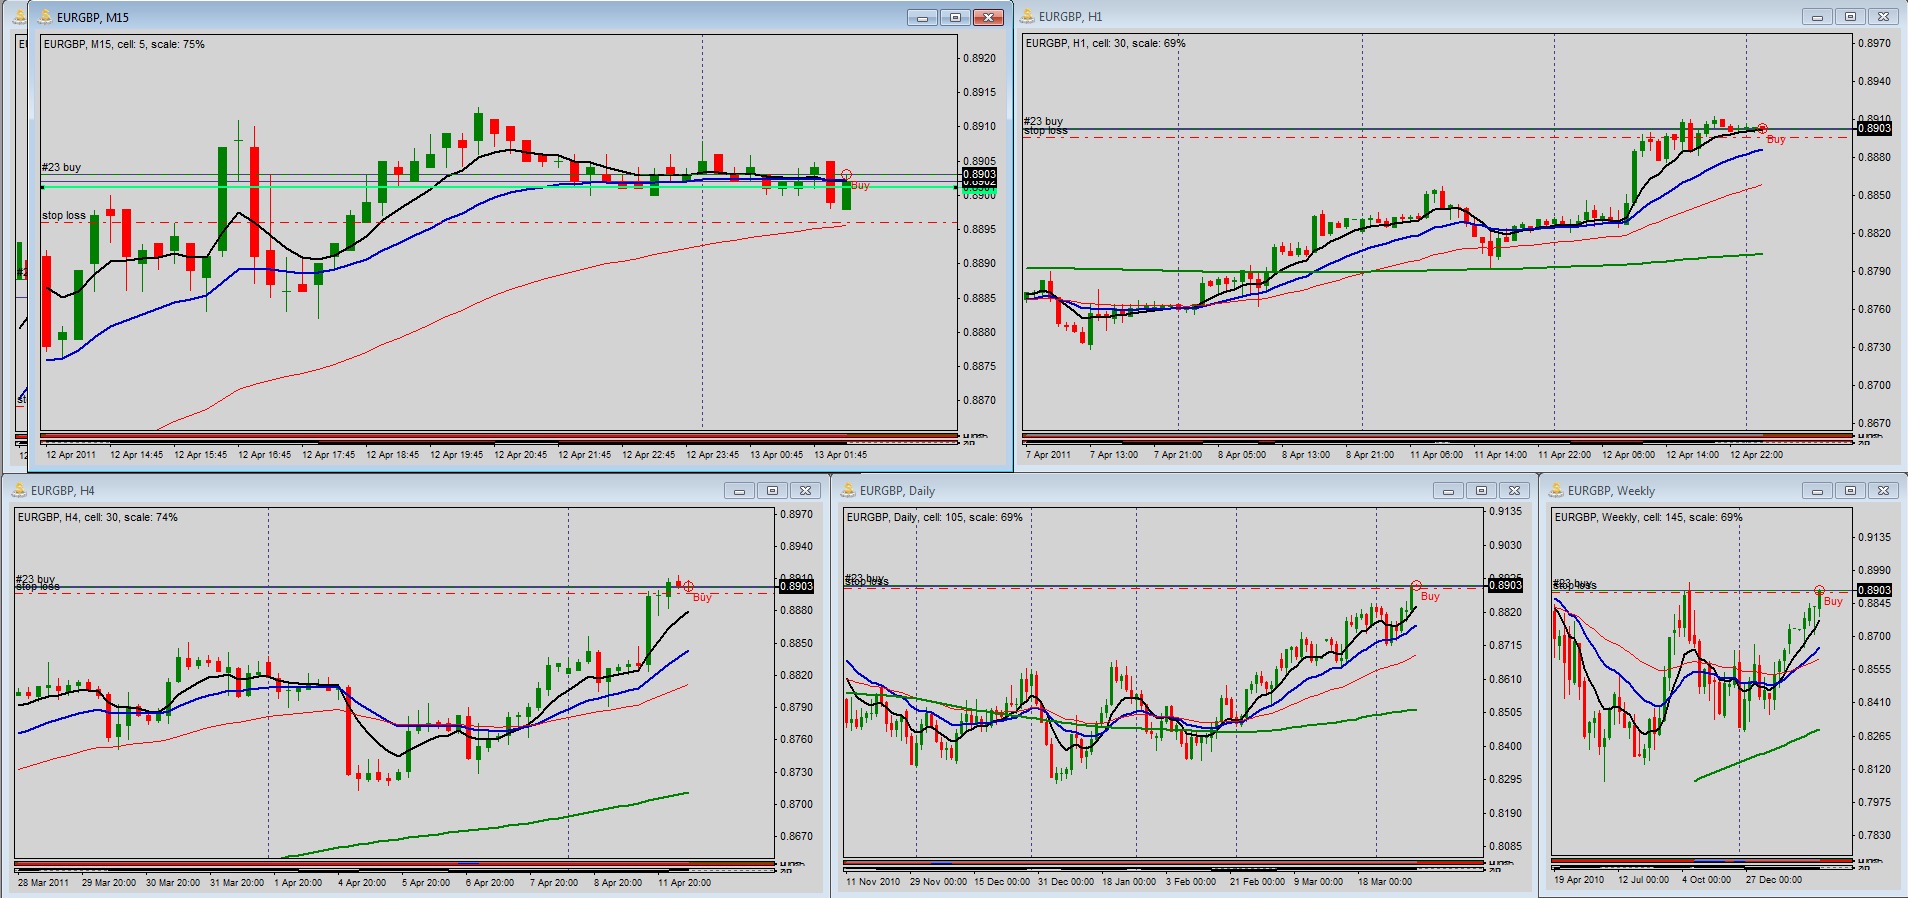 EURGBP, M15
EURGBP, M15, cell: 5, scale: 75%
0.8920
0.8915
0.8910
0.8905
#23 buy
0.8903
0.8902
Buy
0.8900
stop loss
0.8895
0.8890
0.8885
0.8880
0.8875
0.8870
12 Apr 2011
12 Apr 14:45
12 Apr 15:45
12 Apr 16:45
12 Apr 17:45
12 Apr 18:45
12 Apr 19:45
12 Apr 20:45
12 Apr 21:45
12 Apr 22:45
12 Apr 23:45
13 Apr 00:45
13 Apr 01:45
EURGBP, H1
EURGBP, H1, cell: 30, scale: 69%
0.8970
0.8940
0.8910
#23 buy
stop loss
0.8903
Buy
0.8880
0.8850
0.8820
0.8790
0.8760
0.8730
0.8700
0.8670
7 Apr 2011
7 Apr 13:00
7 Apr 21:00
8 Apr 05:00
8 Apr 13:00
8 Apr 21:00
11 Apr 06:00
11 Apr 14:00
11 Apr 22:00
12 Apr 06:00
12 Apr 14:00
12 Apr 22:00
EURGBP, H4
EURGBP, H4, cell: 30, scale: 74%
0.8970
0.8940
0.8910
#23 buy
stop loss
0.8903
Buy
0.8880
0.8850
0.8820
0.8790
0.8760
0.8730
0.8700
0.8670
28 Mar 2011
29 Mar 20:00
30 Mar 20:00
31 Mar 20:00
1 Apr 20:00
4 Apr 20:00
5 Apr 20:00
6 Apr 20:00
7 Apr 20:00
8 Apr 20:00
11 Apr 20:00
EURGBP, Daily
EURGBP, Daily, cell: 105, scale: 69%
0.9135
0.9030
0.8925
#23 buy
stop loss
0.8903
Buy
0.8820
0.8715
0.8610
0.8505
0.8400
0.8295
0.8190
0.8085
11 Nov 2010
29 Nov 00:00
15 Dec 00:00
31 Dec 00:00
18 Jan 00:00
3 Feb 00:00
21 Feb 00:00
9 Mar 00:00
18 Mar 00:00
EURGBP, Weekly
EURGBP, Weekly, cell: 145, scale: 69%
0.9135
0.8990
#23 buy
stop loss
0.8903
Buy
0.8845
0.8700
0.8555
0.8410
0.8265
0.8120
0.7975
0.7830
19 Apr 2010
12 Jul 00:00
4 Oct 00:00
27 Dec 00:00